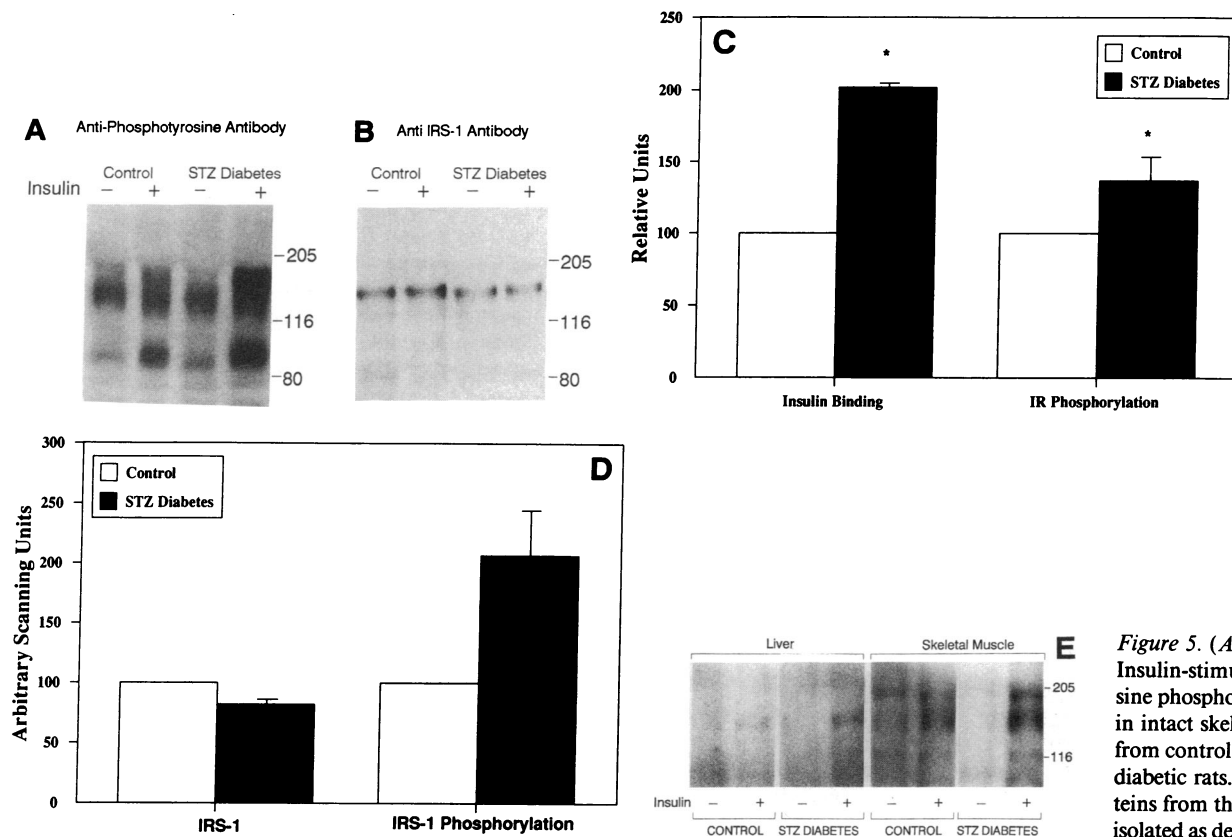 A Anti-Phosphotyrosine Antibody
Control STZ Diabetes
Insulin − + − +
−205
−116
−80
B Anti IRS-1 Antibody
Control STZ Diabetes
− + − +
−205
−116
−80
C
Control
STZ Diabetes
Relative Units
250
200
150
100
50
0
*
*
Insulin Binding IR Phosphorylation
D
Control
STZ Diabetes
Arbitrary Scanning Units
300
250
200
150
100
50
0
IRS-1 IRS-1 Phosphorylation
Liver Skeletal Muscle E
−205
−116
Insulin − + − + − + − +
CONTROL STZ DIABETES CONTROL STZ DIABETES
Figure 5. (A
Insulin-stimu
sine phospho
in intact skel
from control
diabetic rats.
teins from th
isolated as de